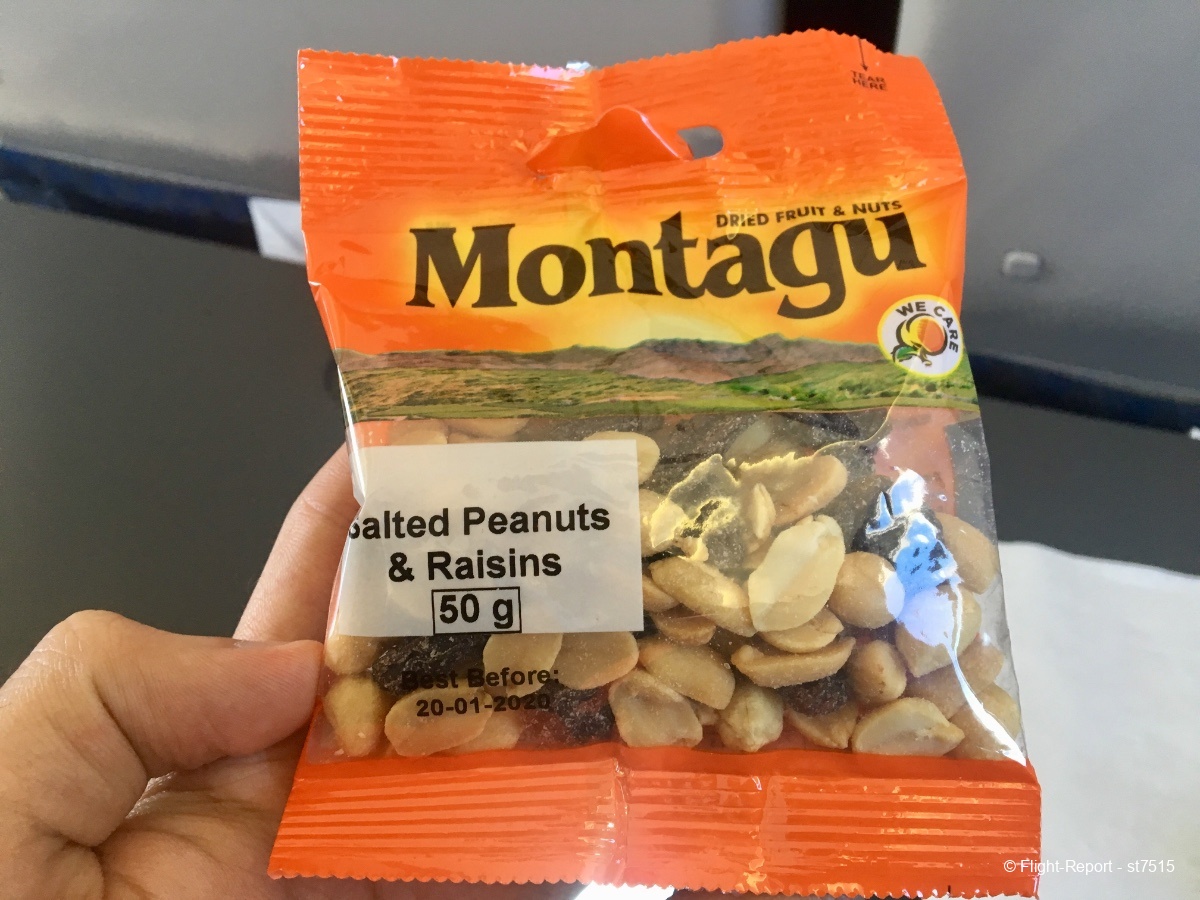 TEAR
HERE
DRIED FRUIT & NUTS
Montagu
WE CARE
Salted Peanuts
& Raisins
50 g
Best Before:
20-01-2020
© Flight-Report - st7515